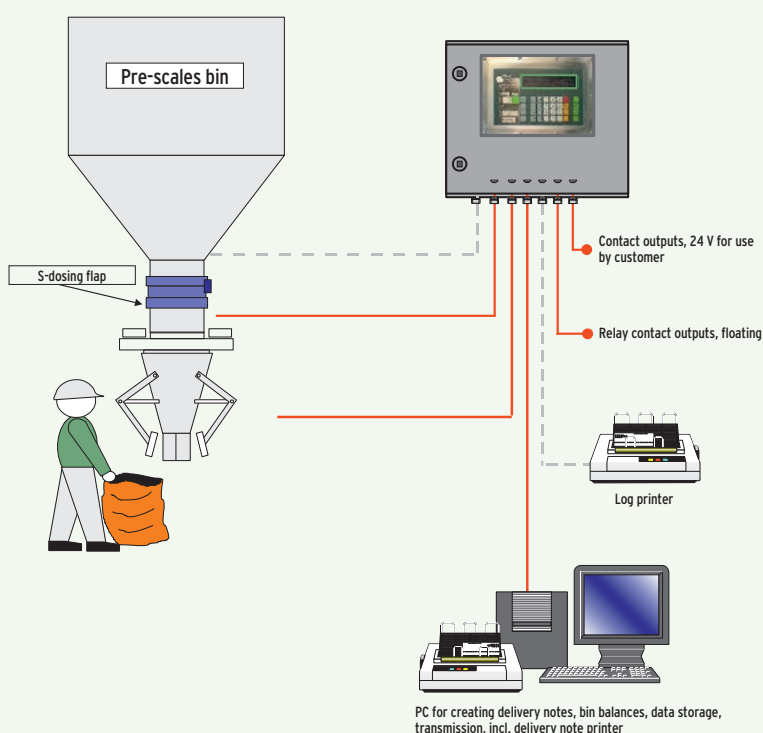 Pre-scales bin
S-dosing flap
Contact outputs, 24 V for use
by customer
Relay contact outputs, floating
Log printer
PC for creating delivery notes, bin balances, data storage,
transmission, incl. delivery note printer